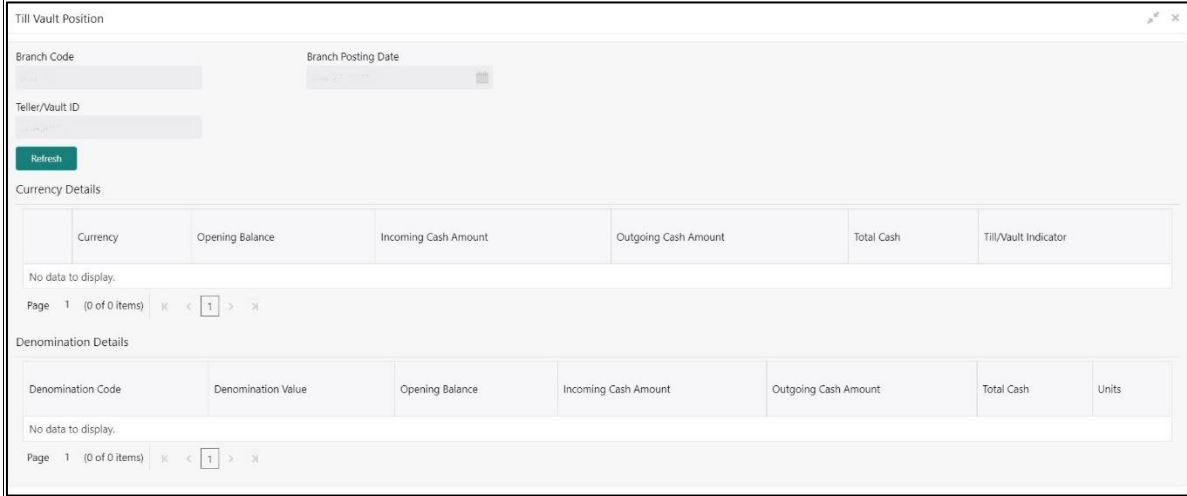 Till Vault Position
Branch Code Branch Posting Date
Teller/Vault ID
Refresh
Currency Details
Currency Opening Balance Incoming Cash Amount Outgoing Cash Amount Total Cash Till/Vault Indicator
No data to display.
Page 1 (0 of 0 items) 1
Denomination Details
Denomination Code Denomination Value Opening Balance Incoming Cash Amount Outgoing Cash Amount Total Cash Units
No data to display.
Page 1 (0 of 0 items) 1